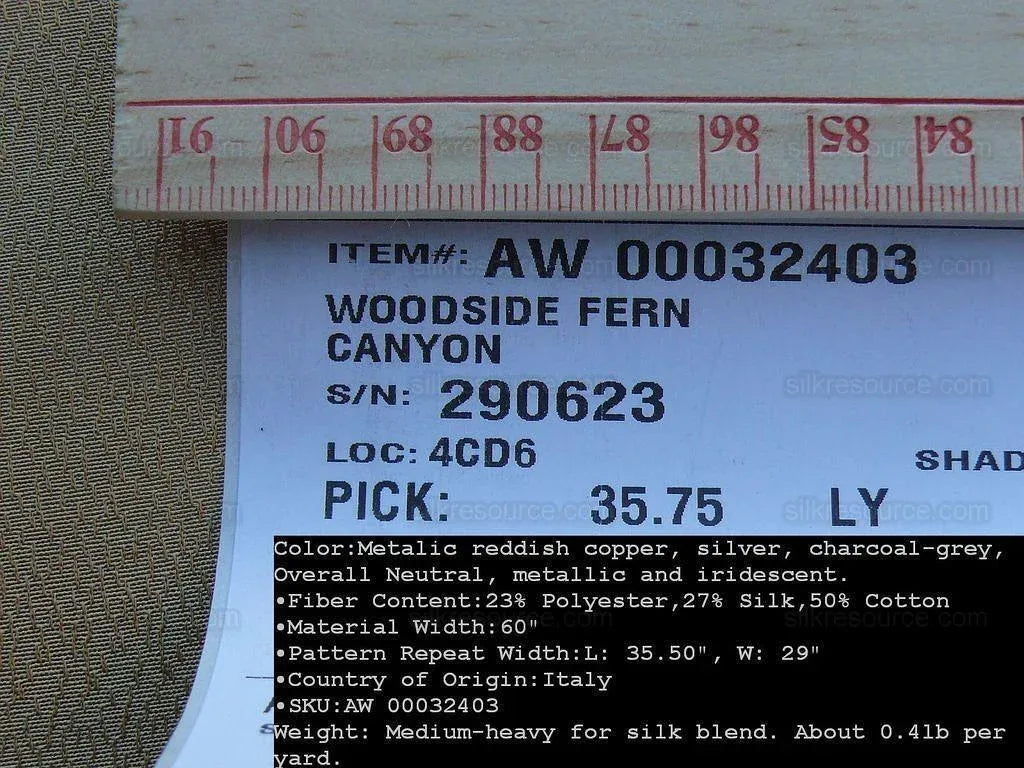 91 90 89 88 87 86 85 84
ITEM#: AW 00032403
WOODSIDE FERN
CANYON
silkresource.com
S/N: 290623
LOC: 4CD6
SHAD
PICK: 35.75 LY
Color:Metalic reddish copper, silver, charcoal-grey,
Overall Neutral, metallic and iridescent.
•Fiber Content:23% Polyester,27% Silk,50% Cotton
•Material Width:60"
•Pattern Repeat Width:L: 35.50", W: 29"
•Country of Origin:Italy
•SKU:AW 00032403
Weight: Medium-heavy for silk blend. About 0.4lb per
yard.